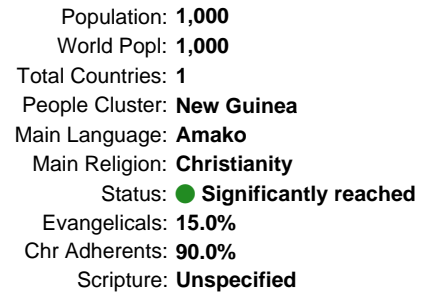 Population: 1,000
World Popl: 1,000
Total Countries: 1
People Cluster: New Guinea
Main Language: Amako
Main Religion: Christianity
Status: Significantly reached
Evangelicals: 15.0%
Chr Adherents: 90.0%
Scripture: Unspecified